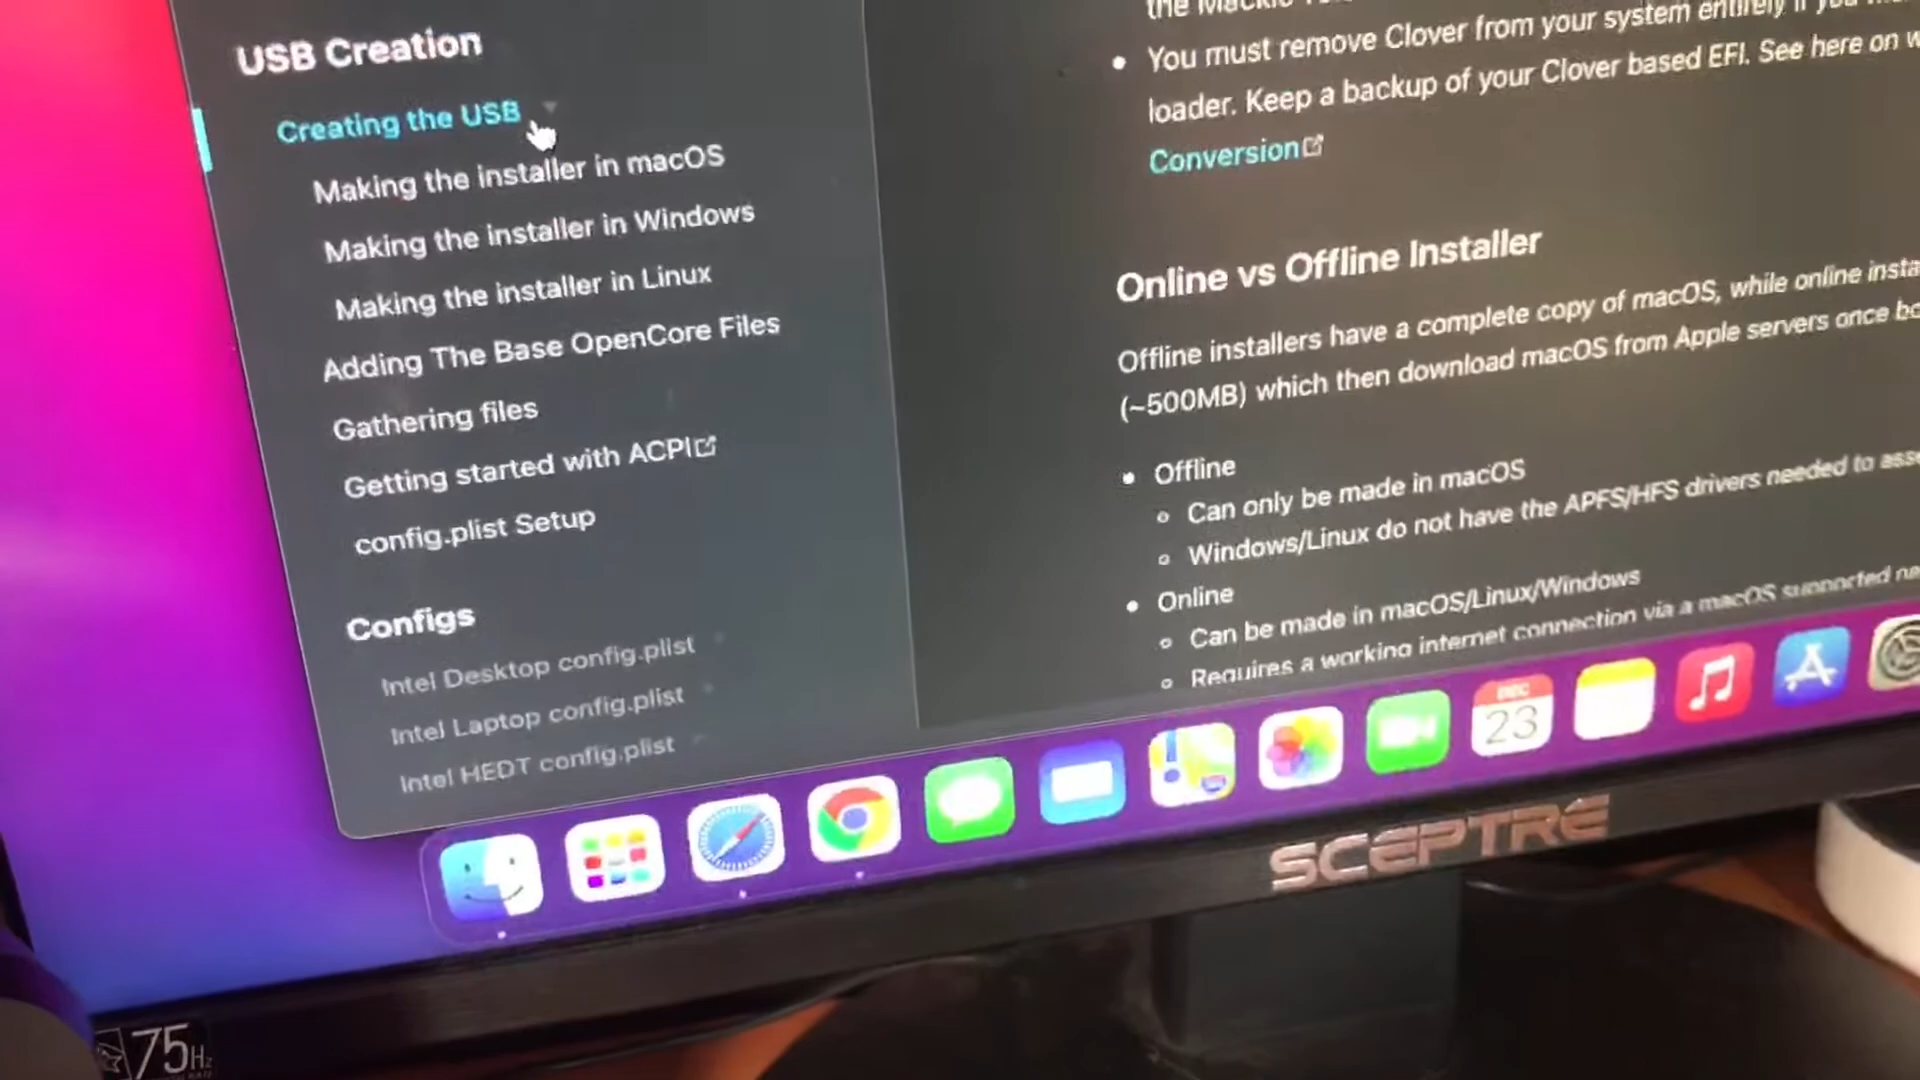 USB Creation
Creating the USB
Making the installer in macOS
Making the installer in Windows
Making the installer in Linux
Adding The Base OpenCore Files
Gathering files
Getting started with ACPI
config.plist Setup
Configs
Intel Desktop config.plist
Intel Laptop config.plist
Intel HEDT config.plist
the
You must remove Clover from your system entirely if you
loader. Keep a backup of your Clover based EFI. See here on
Conversion
Online vs Offline Installer
Offline installers have a complete copy of macOS, while online
(~500MB) which then download macOS from Apple servers once
Offline
Can only be made in macOS
Windows/Linux do not have the APFS/HFS drivers needed to
Online
Can be made in macOS/Linux/Windows
Requires a working internet connection via a macOS supported
DEC
23
SCEPTRE
75Hz